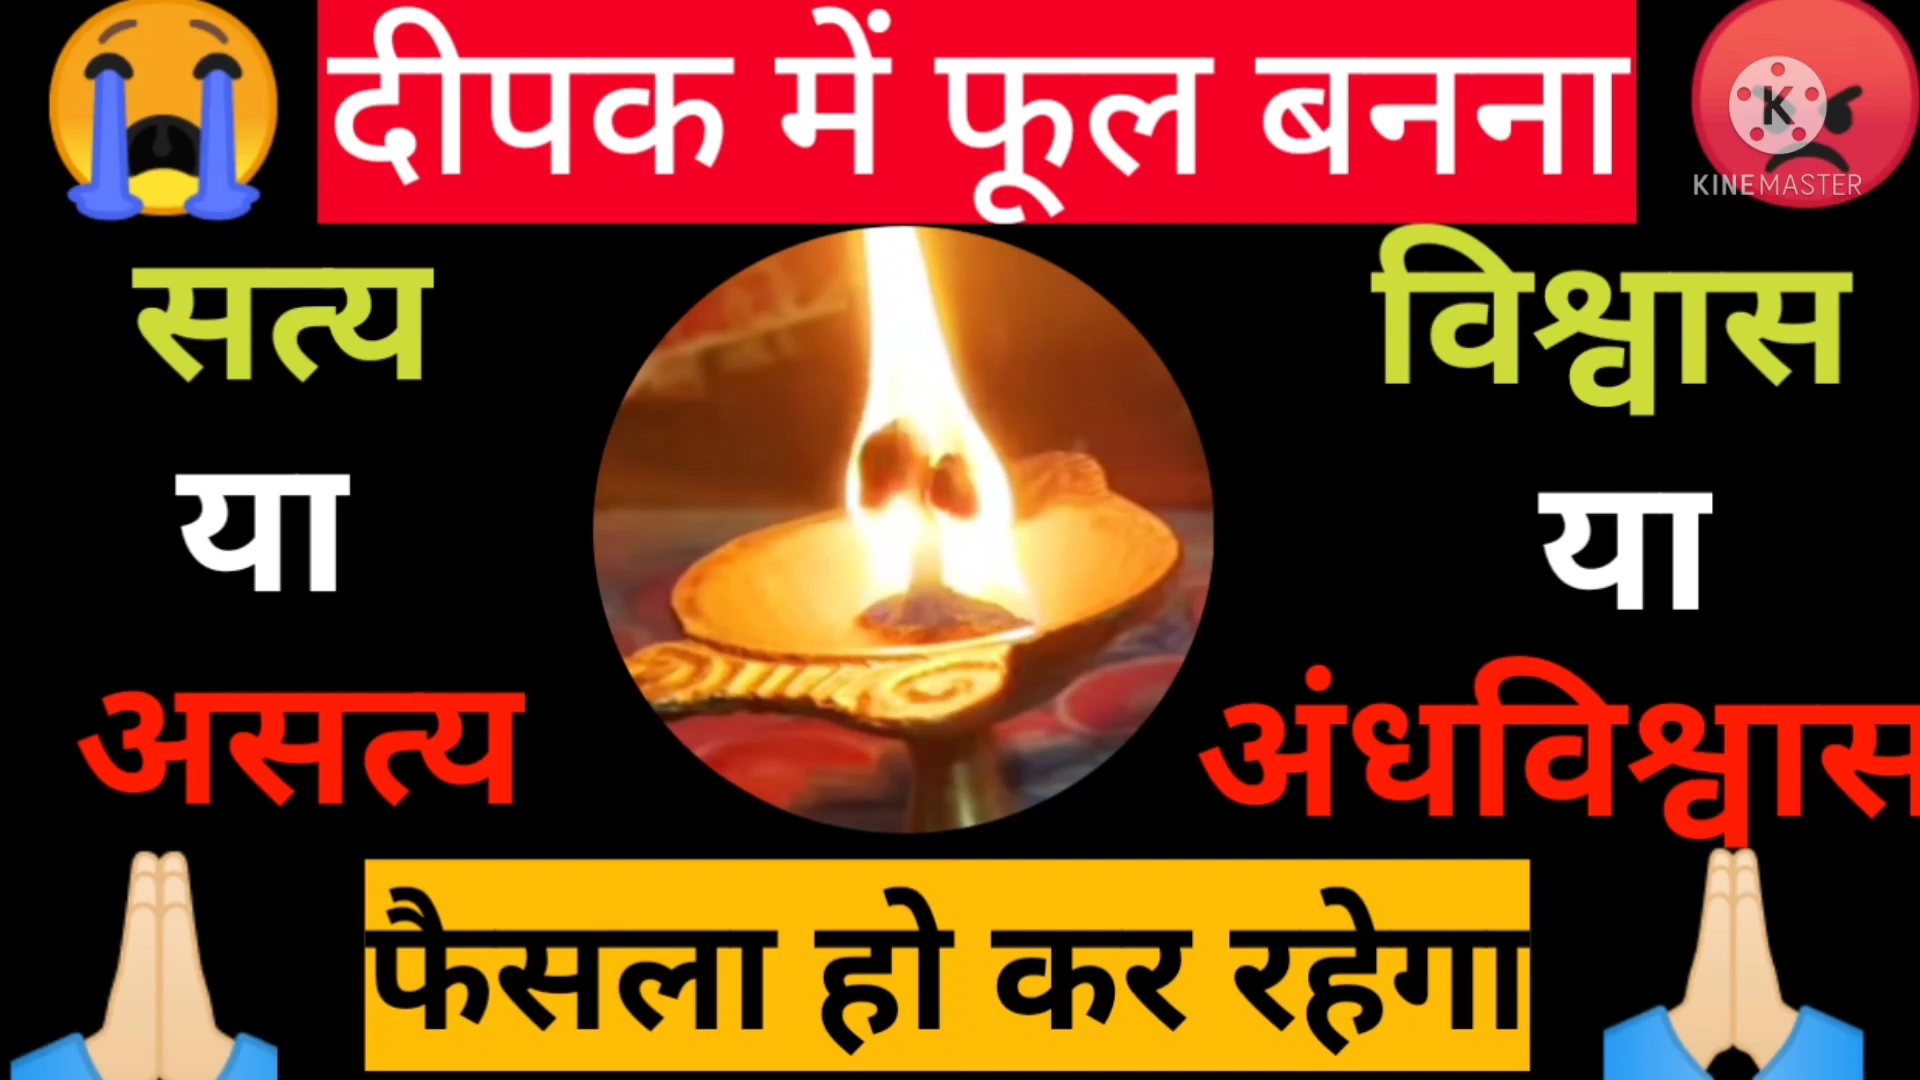 दीपक में फूल बनना
K
KINEMASTER
सत्य
या
असत्य
विश्वास
या
अंधविश्वास
फैसला हो कर रहेगा